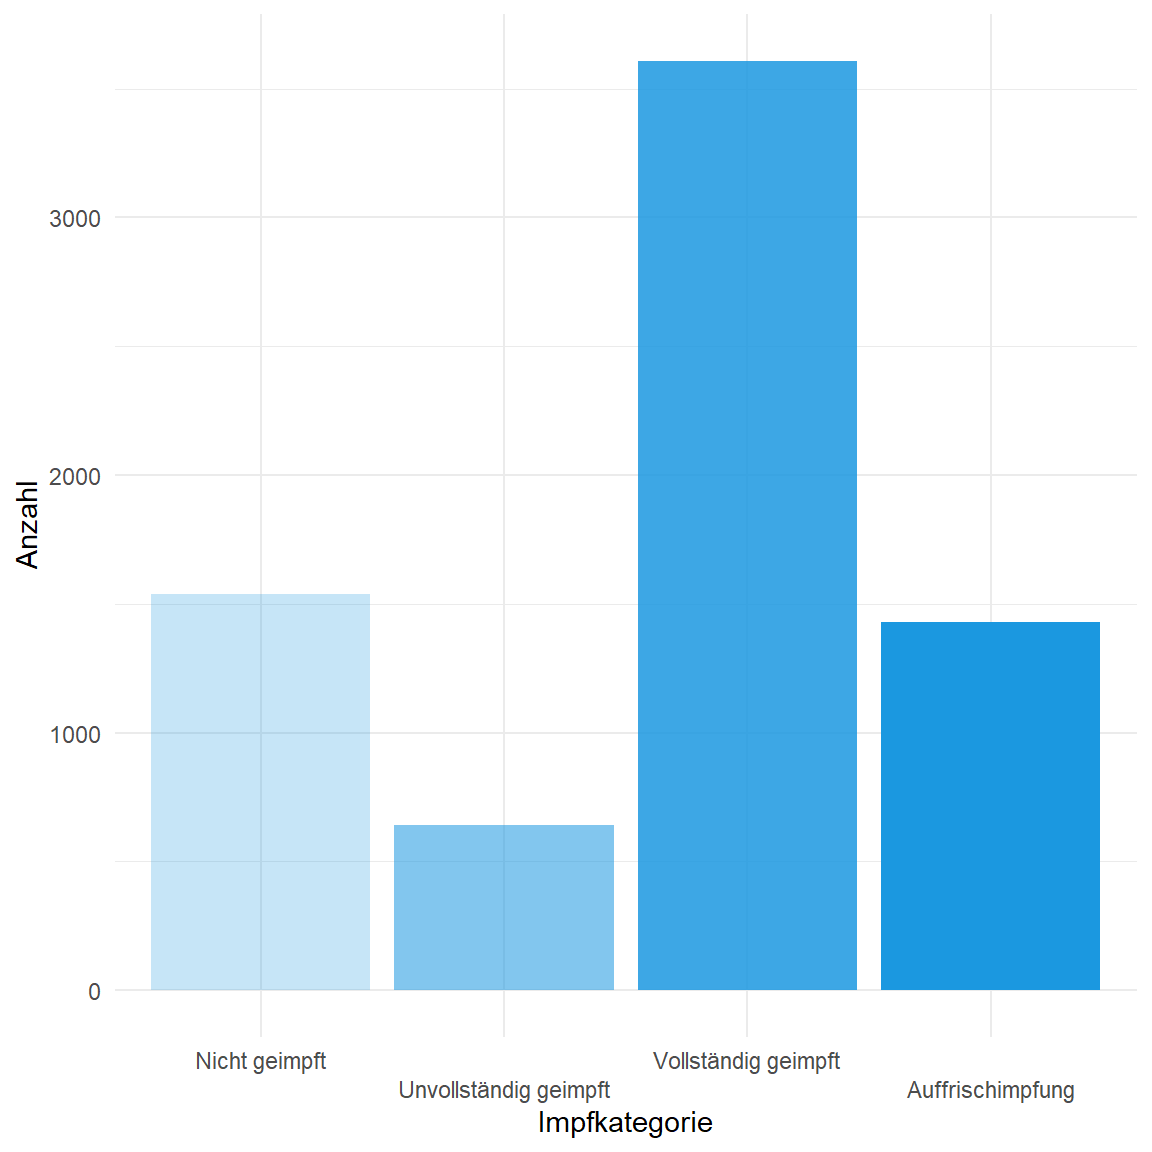 Anzahl
3000
2000
1000
0
Nicht geimpft
Unvollständig geimpft
Vollständig geimpft
Auffrischimpfung
Impfkategorie